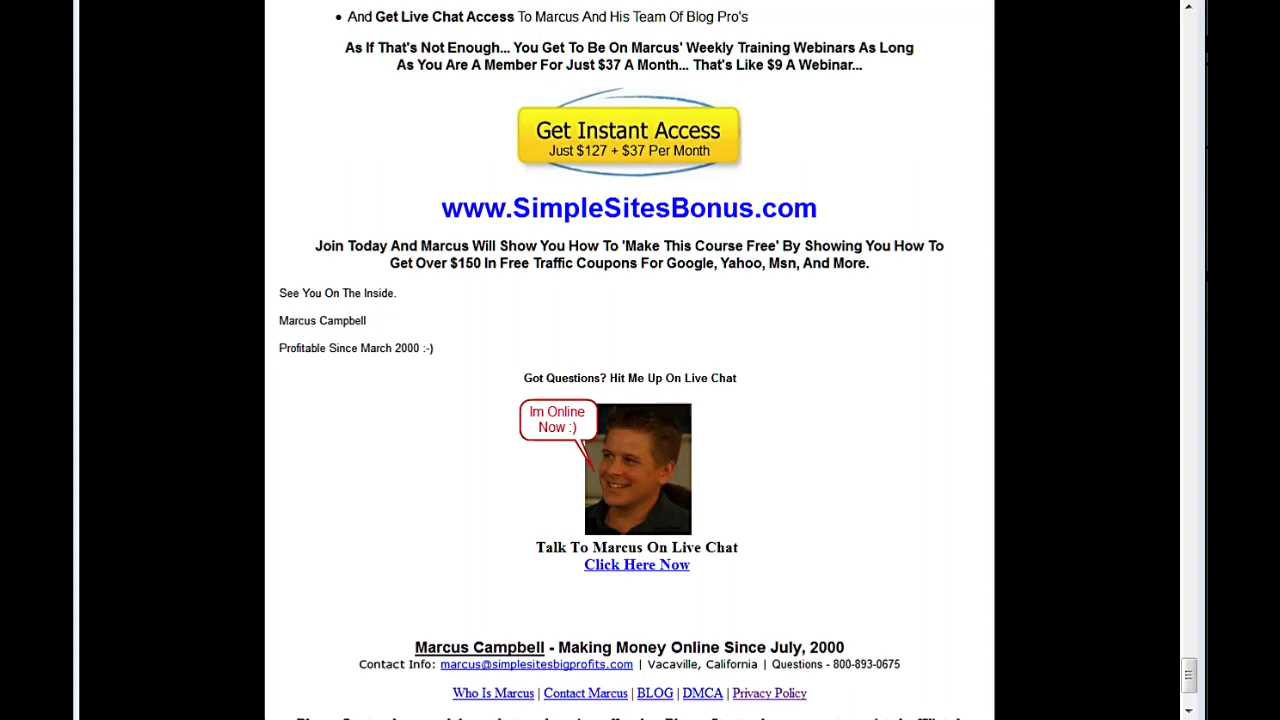 And Get Live Chat Access To Marcus And His Team Of Blog Pro's
As If That's Not Enough... You Get To Be On Marcus' Weekly Training Webinars As Long
As You Are A Member For Just $37 A Month... That's Like $9 A Webinar...
Get Instant Access
Just $127 + $37 Per Month
www.SimpleSitesBonus.com
Join Today And Marcus Will Show You How To 'Make This Course Free' By Showing You How To
Get Over $150 In Free Traffic Coupons For Google, Yahoo, Msn, And More.
See You On The Inside.
Marcus Campbell
Profitable Since March 2000 :-)
Got Questions? Hit Me Up On Live Chat
Im Online
Now :)
Talk To Marcus On Live Chat
Click Here Now
Marcus Campbell - Making Money Online Since July, 2000
Contact Info: marcus@simplesitesbigprofits.com | Vacaville, California | Questions - 800-893-0675
Who Is Marcus | Contact Marcus | BLOG | DMCA | Privacy Policy